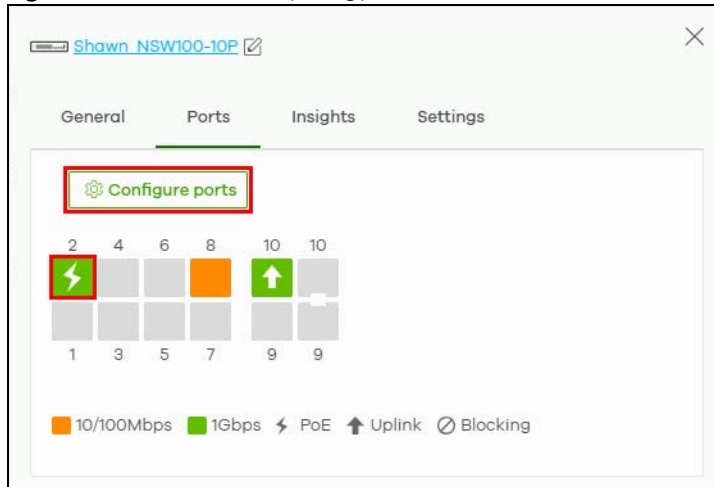 Shawn_NSW100-10P
General Ports Insights Settings
Configure ports
2 4 6 8 10 10
1 3 5 7 9 9
10/100Mbps 1Gbps PoE Uplink Blocking